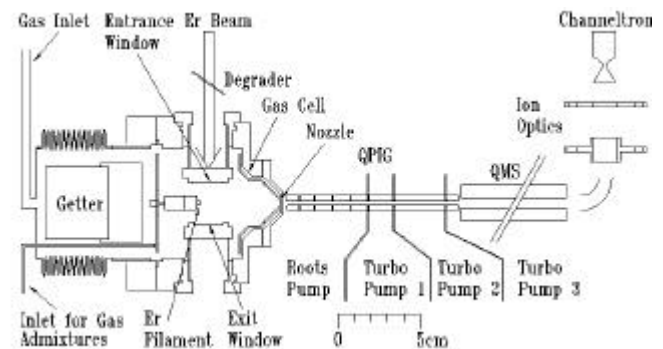 Gas Inlet
Entrance
Window
Er Beam
Degrader
Gas Cell
Nozzle
Channeltron
Ion
Optics
QPIG
QMS
Getter
Roots
Pump
Turbo
Pump 1
Turbo
Pump 2
Turbo
Pump 3
Inlet for Gas
Admixtures
Er
Filament
Exit
Window
0
5cm